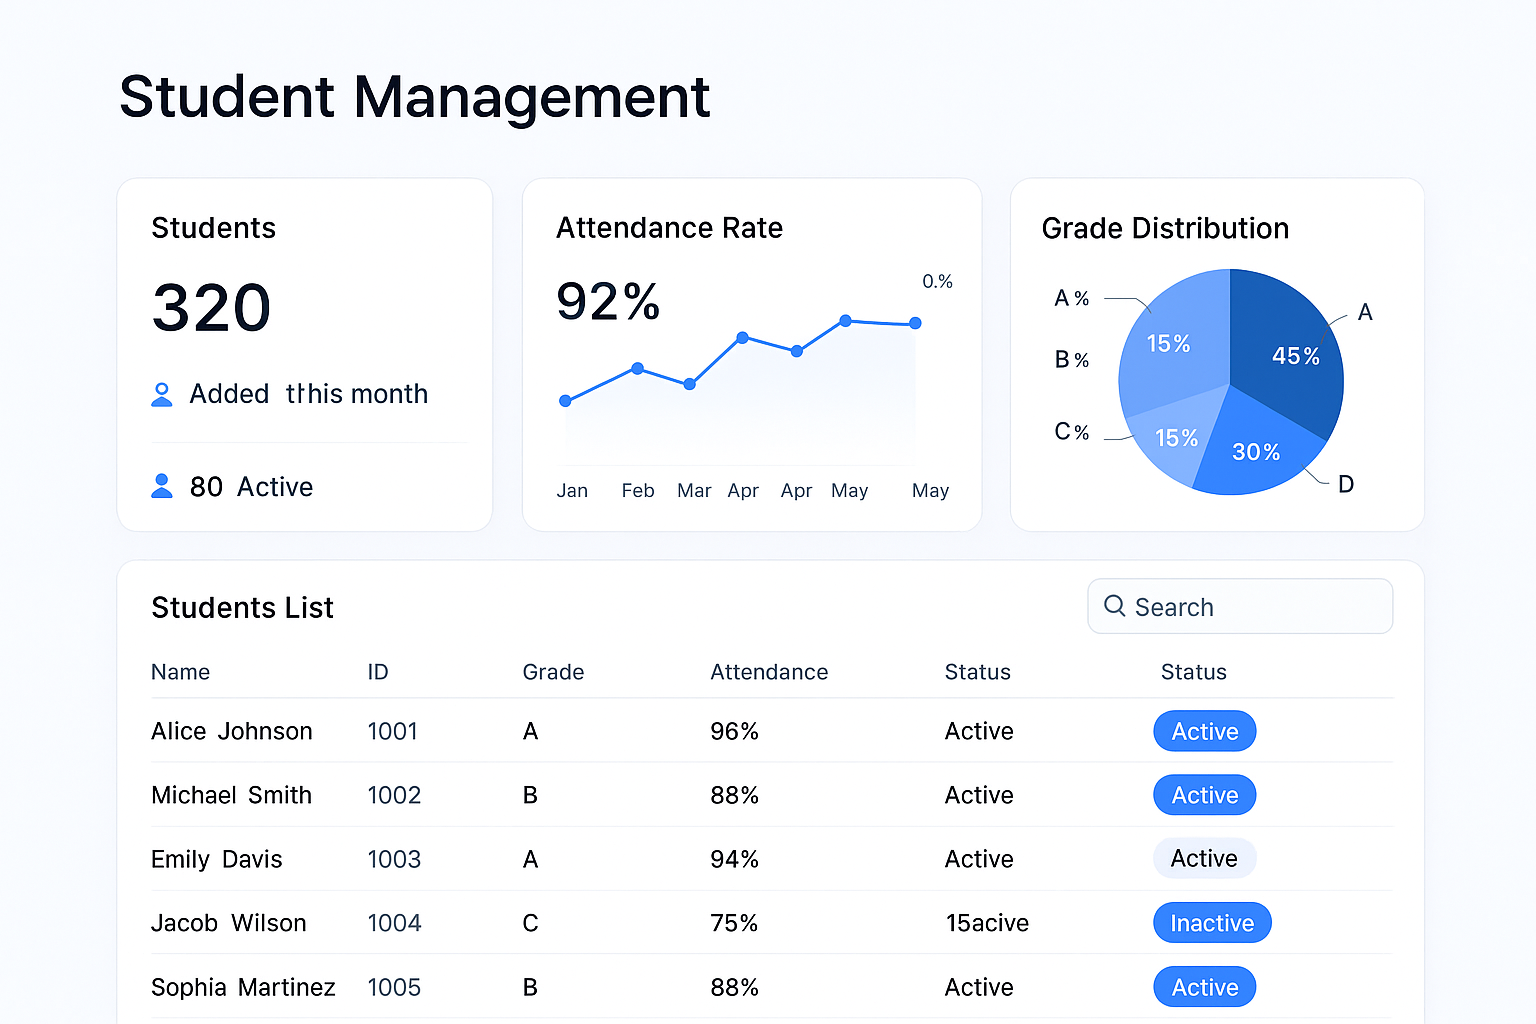 Student Management
Students
320
Added tthis month
80 Active
Attendance Rate
92%
0.%
Jan Feb Mar Apr Apr May May
Grade Distribution
A %
B %
C %
A
D
15%
45%
15%
30%
Students List
Search
Name ID Grade Attendance Status Status
Alice Johnson 1001 A 96% Active Active
Michael Smith 1002 B 88% Active Active
Emily Davis 1003 A 94% Active Active
Jacob Wilson 1004 C 75% 15acive Inactive
Sophia Martinez 1005 B 88% Active Active